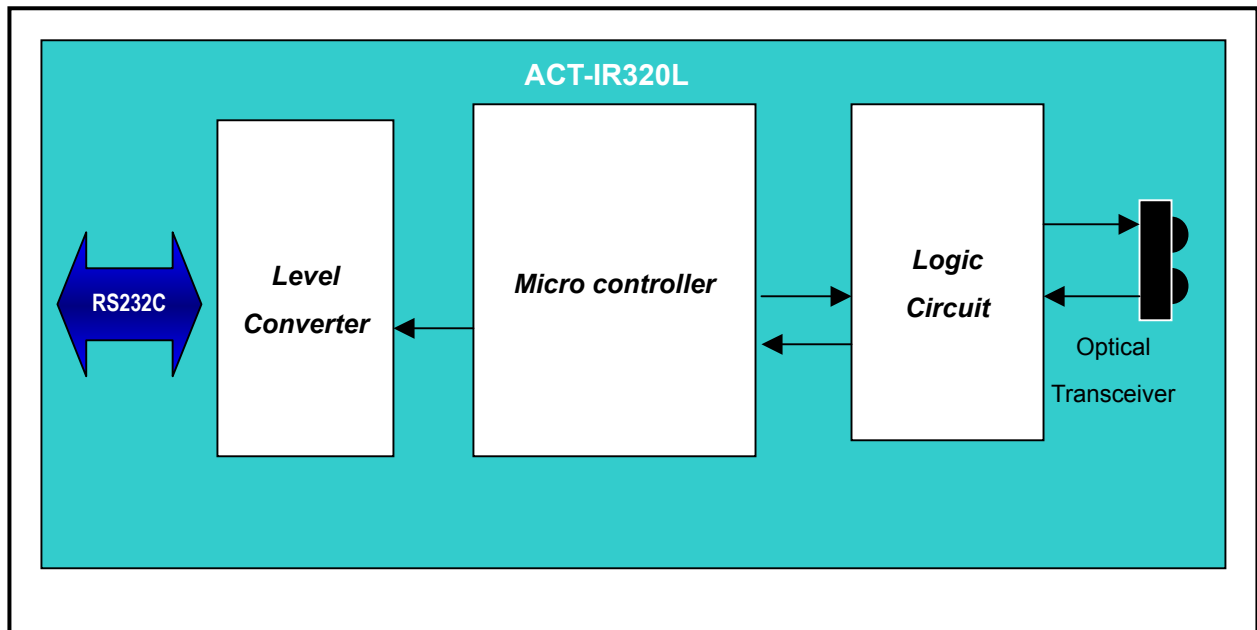 ACT-IR320L
RS232C
Level
Converter
Micro controller
Logic
Circuit
Optical
Transceiver